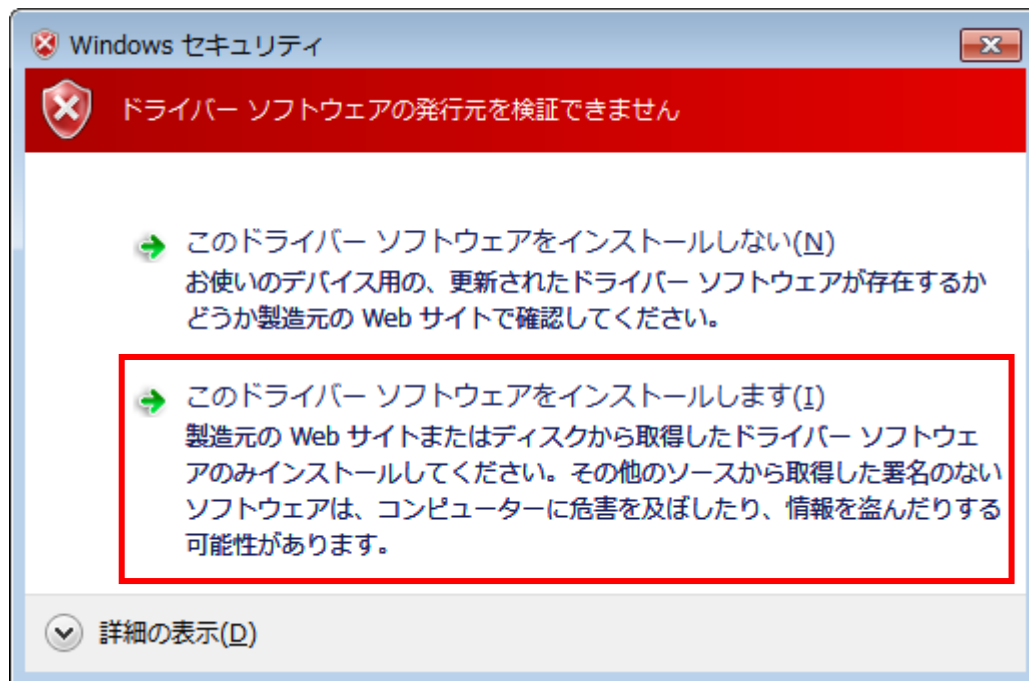 Windows セキュリティ
ドライバー ソフトウェアの発行元を検証できません
このドライバー ソフトウェアをインストールしない(N)
お使いのデバイス用の、更新されたドライバー ソフトウェアが存在するか
どうか製造元の Web サイトで確認してください。
このドライバー ソフトウェアをインストールします(I)
製造元の Web サイトまたはディスクから取得したドライバー ソフトウェ
アのみインストールしてください。その他のソースから取得した署名のない
ソフトウェアは、コンピューターに危害を及ぼしたり、情報を盗んだりする
可能性があります。
詳細の表示(D)